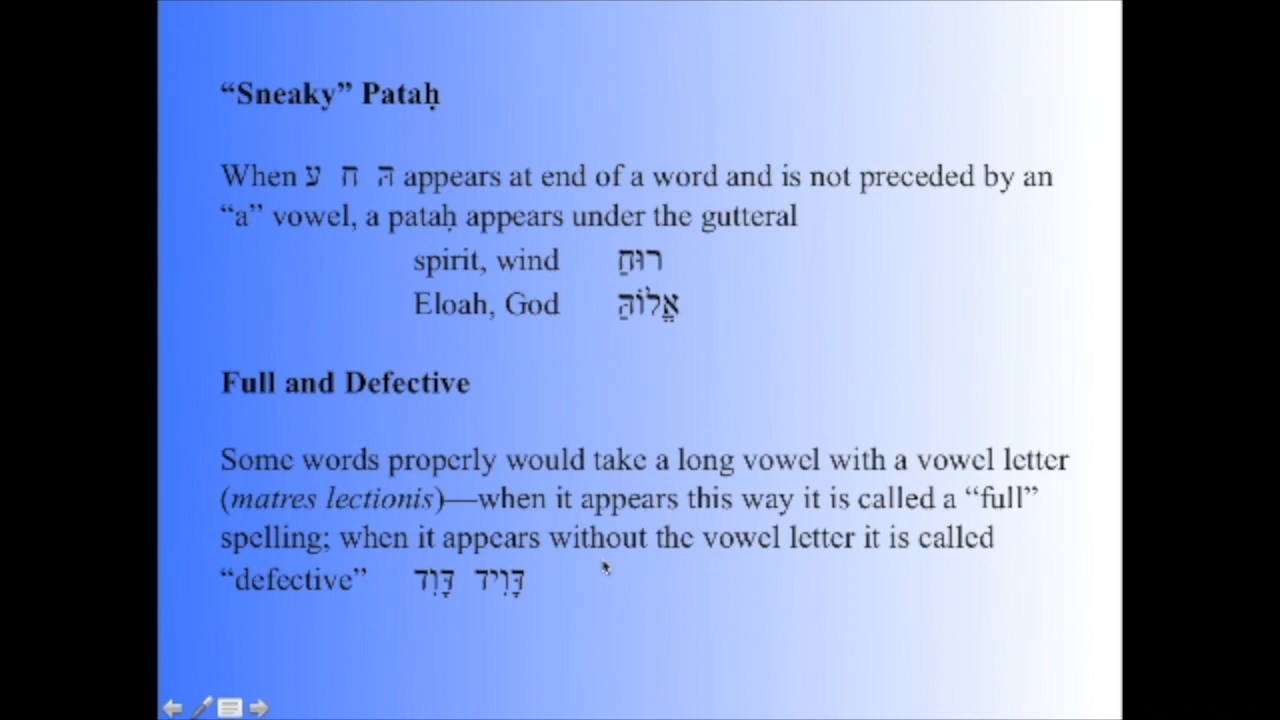 “Sneaky” Pataḥ
When ע ח הּ appears at end of a word and is not preceded by an
“a” vowel, a pataḥ appears under the gutteral
spirit, wind רוּחַ
Eloah, God אֱלוֹהַּ
Full and Defective
Some words properly would take a long vowel with a vowel letter
(matres lectionis)—when it appears this way it is called a “full”
spelling; when it appears without the vowel letter it is called
“defective” דָּוִיד דָּוִד